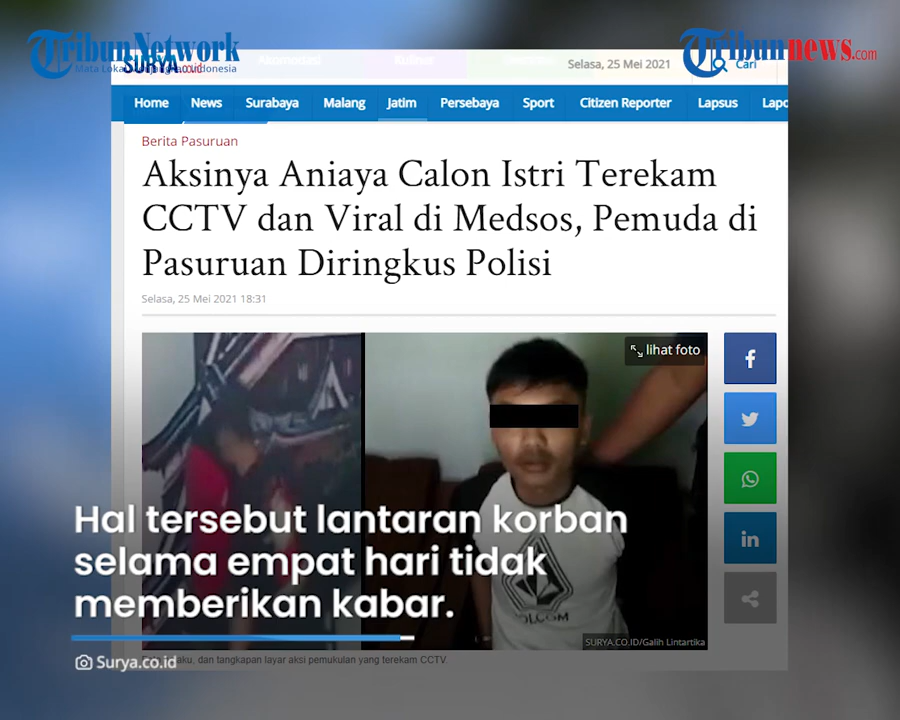 TribunNetwork
Mata Lokal Menjangkau Indonesia
SURYA.co.id
Selasa, 25 Mei 2021
Tribunnews.com
Cari
Home News Surabaya Malang Jatim Persebaya Sport Citizen Reporter Lapsus Lapo
Berita Pasuruan
Aksinya Aniaya Calon Istri Terekam
CCTV dan Viral di Medsos, Pemuda di
Pasuruan Diringkus Polisi
Selasa, 25 Mei 2021 18:31
lihat foto
Hal tersebut lantaran korban
selama empat hari tidak
memberikan kabar.
VOLCOM
SURYA.CO.ID/Galih Lintartika
Surya.co.id
dan tangkapan layar aksi pemukulan yang terekam CCTV.